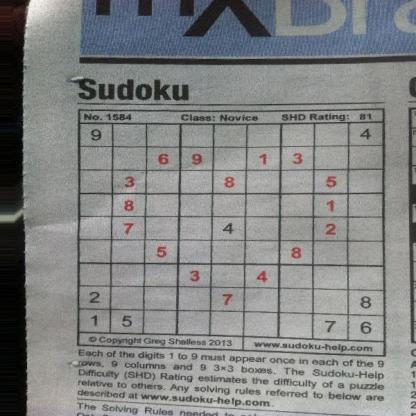 mX Bra
Sudoku
No. 1584 Class: Novice SHD Rating: 81
9 4
6 9 1 3
3 8 5
8 1
7 4 2
5 8
3 4
2 7 8
1 5 7 6
© Copyright Greg Shalless 2013 www.sudoku-help.com
Each of the digits 1 to 9 must appear once in each of the 9
rows, 9 columns and 9 3×3 boxes. The Sudoku-Help
Difficulty (SHD) Rating estimates the difficulty of a puzzle
relative to others. Any solving rules referred to below are
described at www.sudoku-help.com.
The Solving Rules needed to